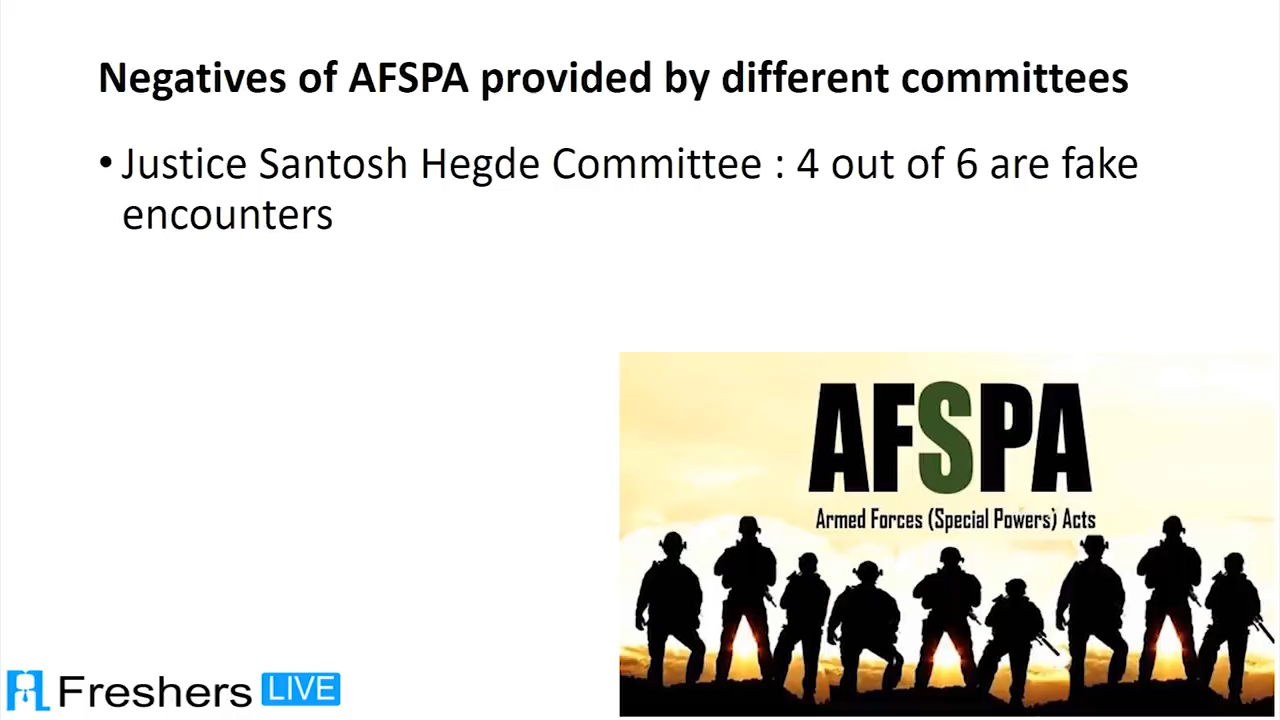 Negatives of AFSPA provided by different committees
• Justice Santosh Hegde Committee : 4 out of 6 are fake
encounters
AFSPA
Armed Forces (Special Powers) Acts
Freshers LIVE